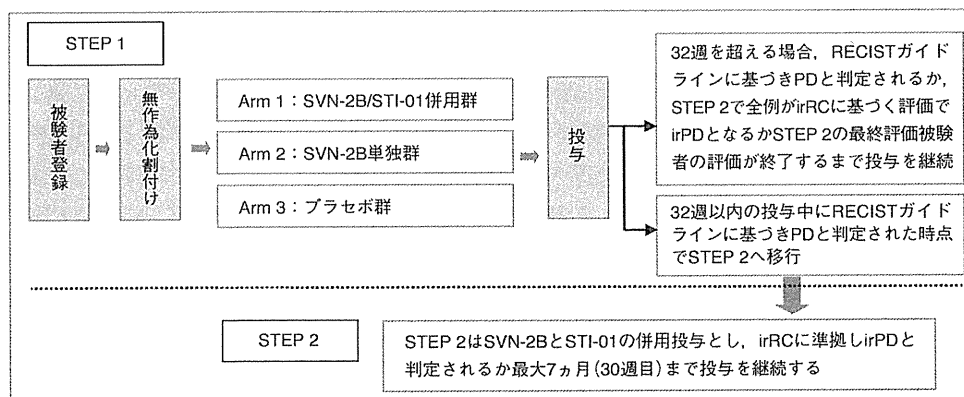 STEP 1
被験者登録
無作為化割付け
Arm 1:SVN-2B/STI-01併用群
Arm 2:SVN-2B単独群
Arm 3:プラセボ群
投与
32週を超える場合,RECISTガイド
ラインに基づきPDと判定されるか,
STEP 2で全例がirRCに基づく評価で
irPDとなるかSTEP 2の最終評価被験
者の評価が終了するまで投与を継続
32週以内の投与中にRECISTガイド
ラインに基づきPDと判定された時点
でSTEP 2へ移行
STEP 2
STEP 2はSVN-2BとSTI-01の併用投与とし,irRCに準拠しirPDと
判定されるか最大7ヵ月(30週目)まで投与を継続する